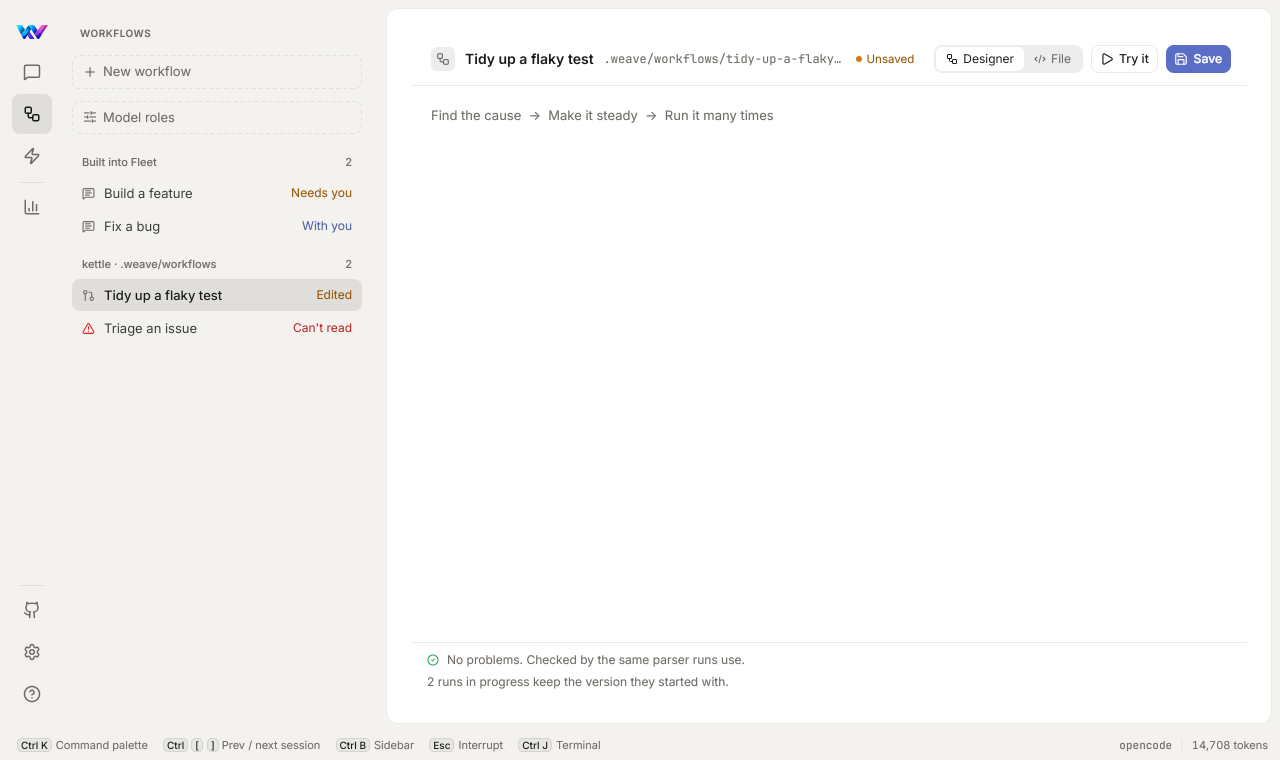 WORKFLOWS
New workflow
Model roles
Built into Fleet 2
Build a feature Needs you
Fix a bug With you
kettle · .weave/workflows 2
Tidy up a flaky test Edited
Triage an issue Can't read
Tidy up a flaky test .weave/workflows/tidy-up-a-flaky… Unsaved Designer File Try it Save
Find the cause → Make it steady → Run it many times
No problems. Checked by the same parser runs use.
2 runs in progress keep the version they started with.
Ctrl K Command palette Ctrl [ ] Prev / next session Ctrl B Sidebar Esc Interrupt Ctrl J Terminal opencode 14,708 tokens